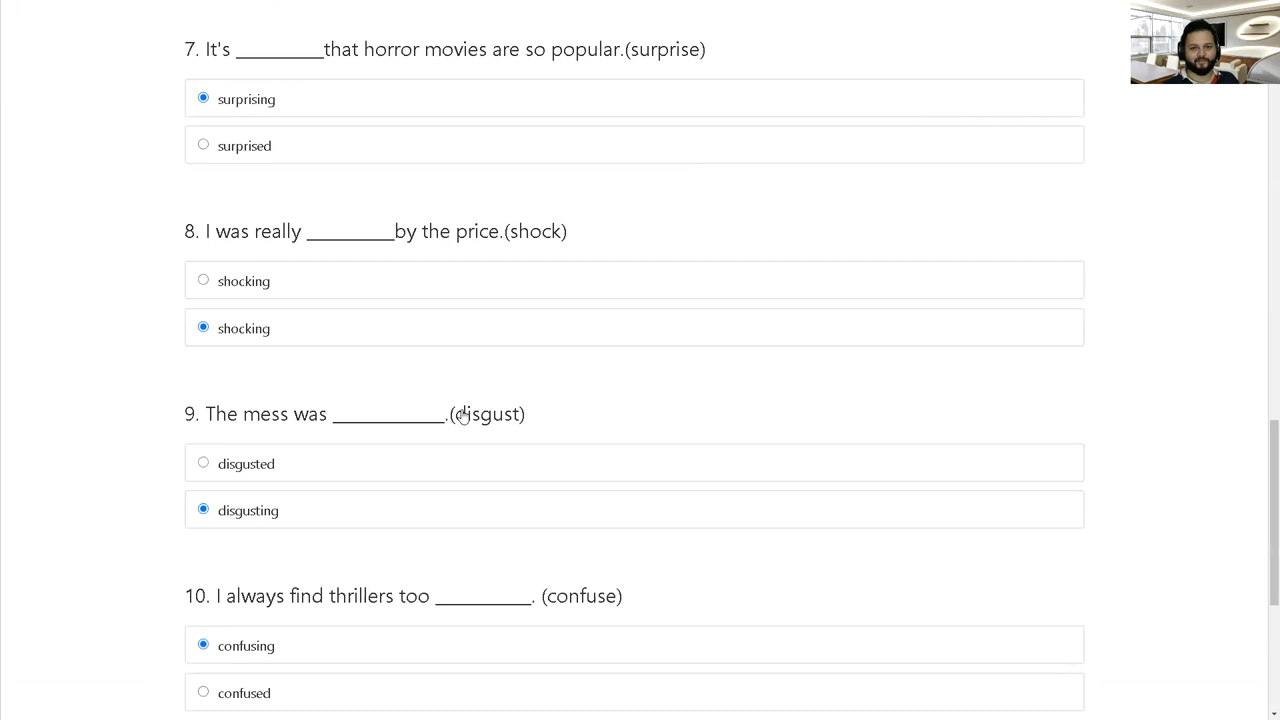 7. It's _________that horror movies are so popular.(surprise)
surprising
surprised
8. I was really _________by the price.(shock)
shocking
shocking
9. The mess was ___________.(disgust)
disgusted
disgusting
10. I always find thrillers too __________. (confuse)
confusing
confused